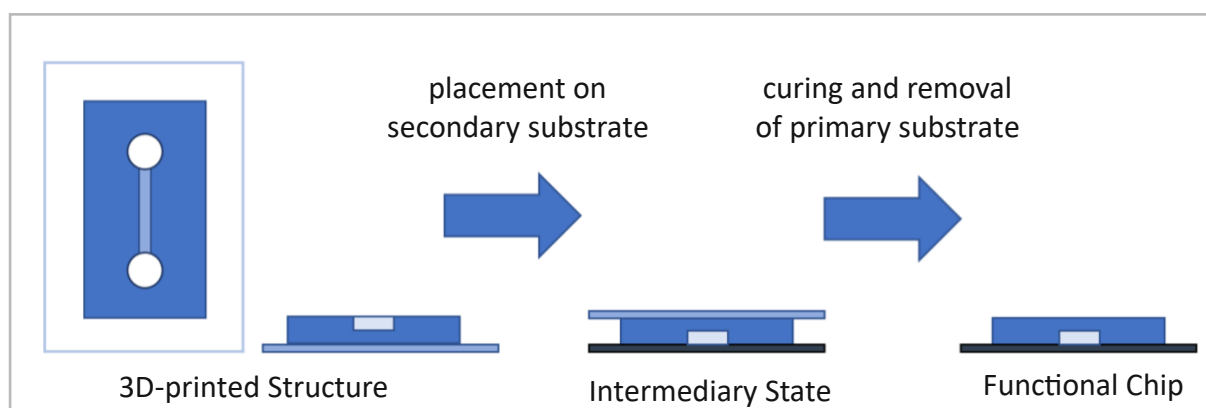 placement on
secondary substrate
curing and removal
of primary substrate
3D-printed Structure
Intermediary State
Functional Chip